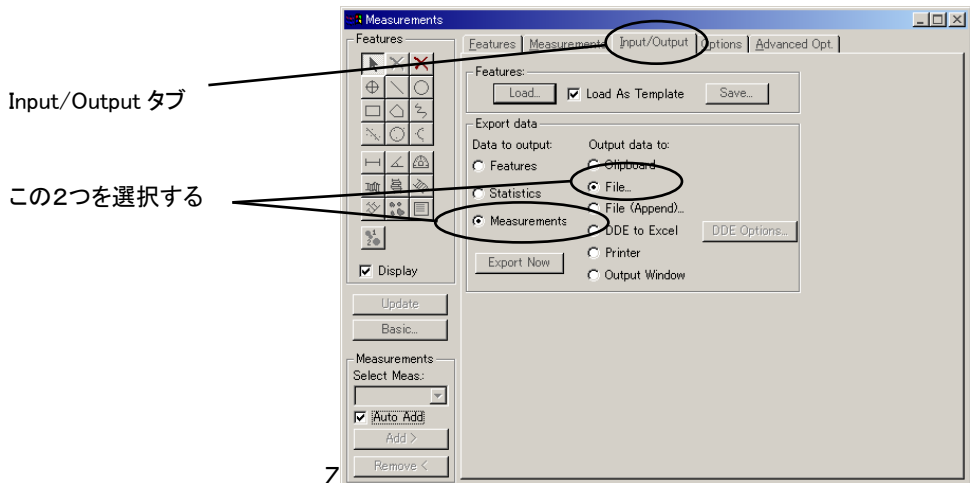 Measurements
Features
Features Measurements Input/Output Options Advanced Opt.
Features:
Load... Load As Template Save...
Input/Output タブ
Export data
Data to output: Output data to:
Features Clipboard
File...
この2つを選択する
Statistics
File (Append)...
Measurements
DDE to Excel DDE Options...
Printer
Export Now
Output Window
Display
Update
Basic...
Measurements
Select Meas.:
Auto Add
Add >
Remove <
7